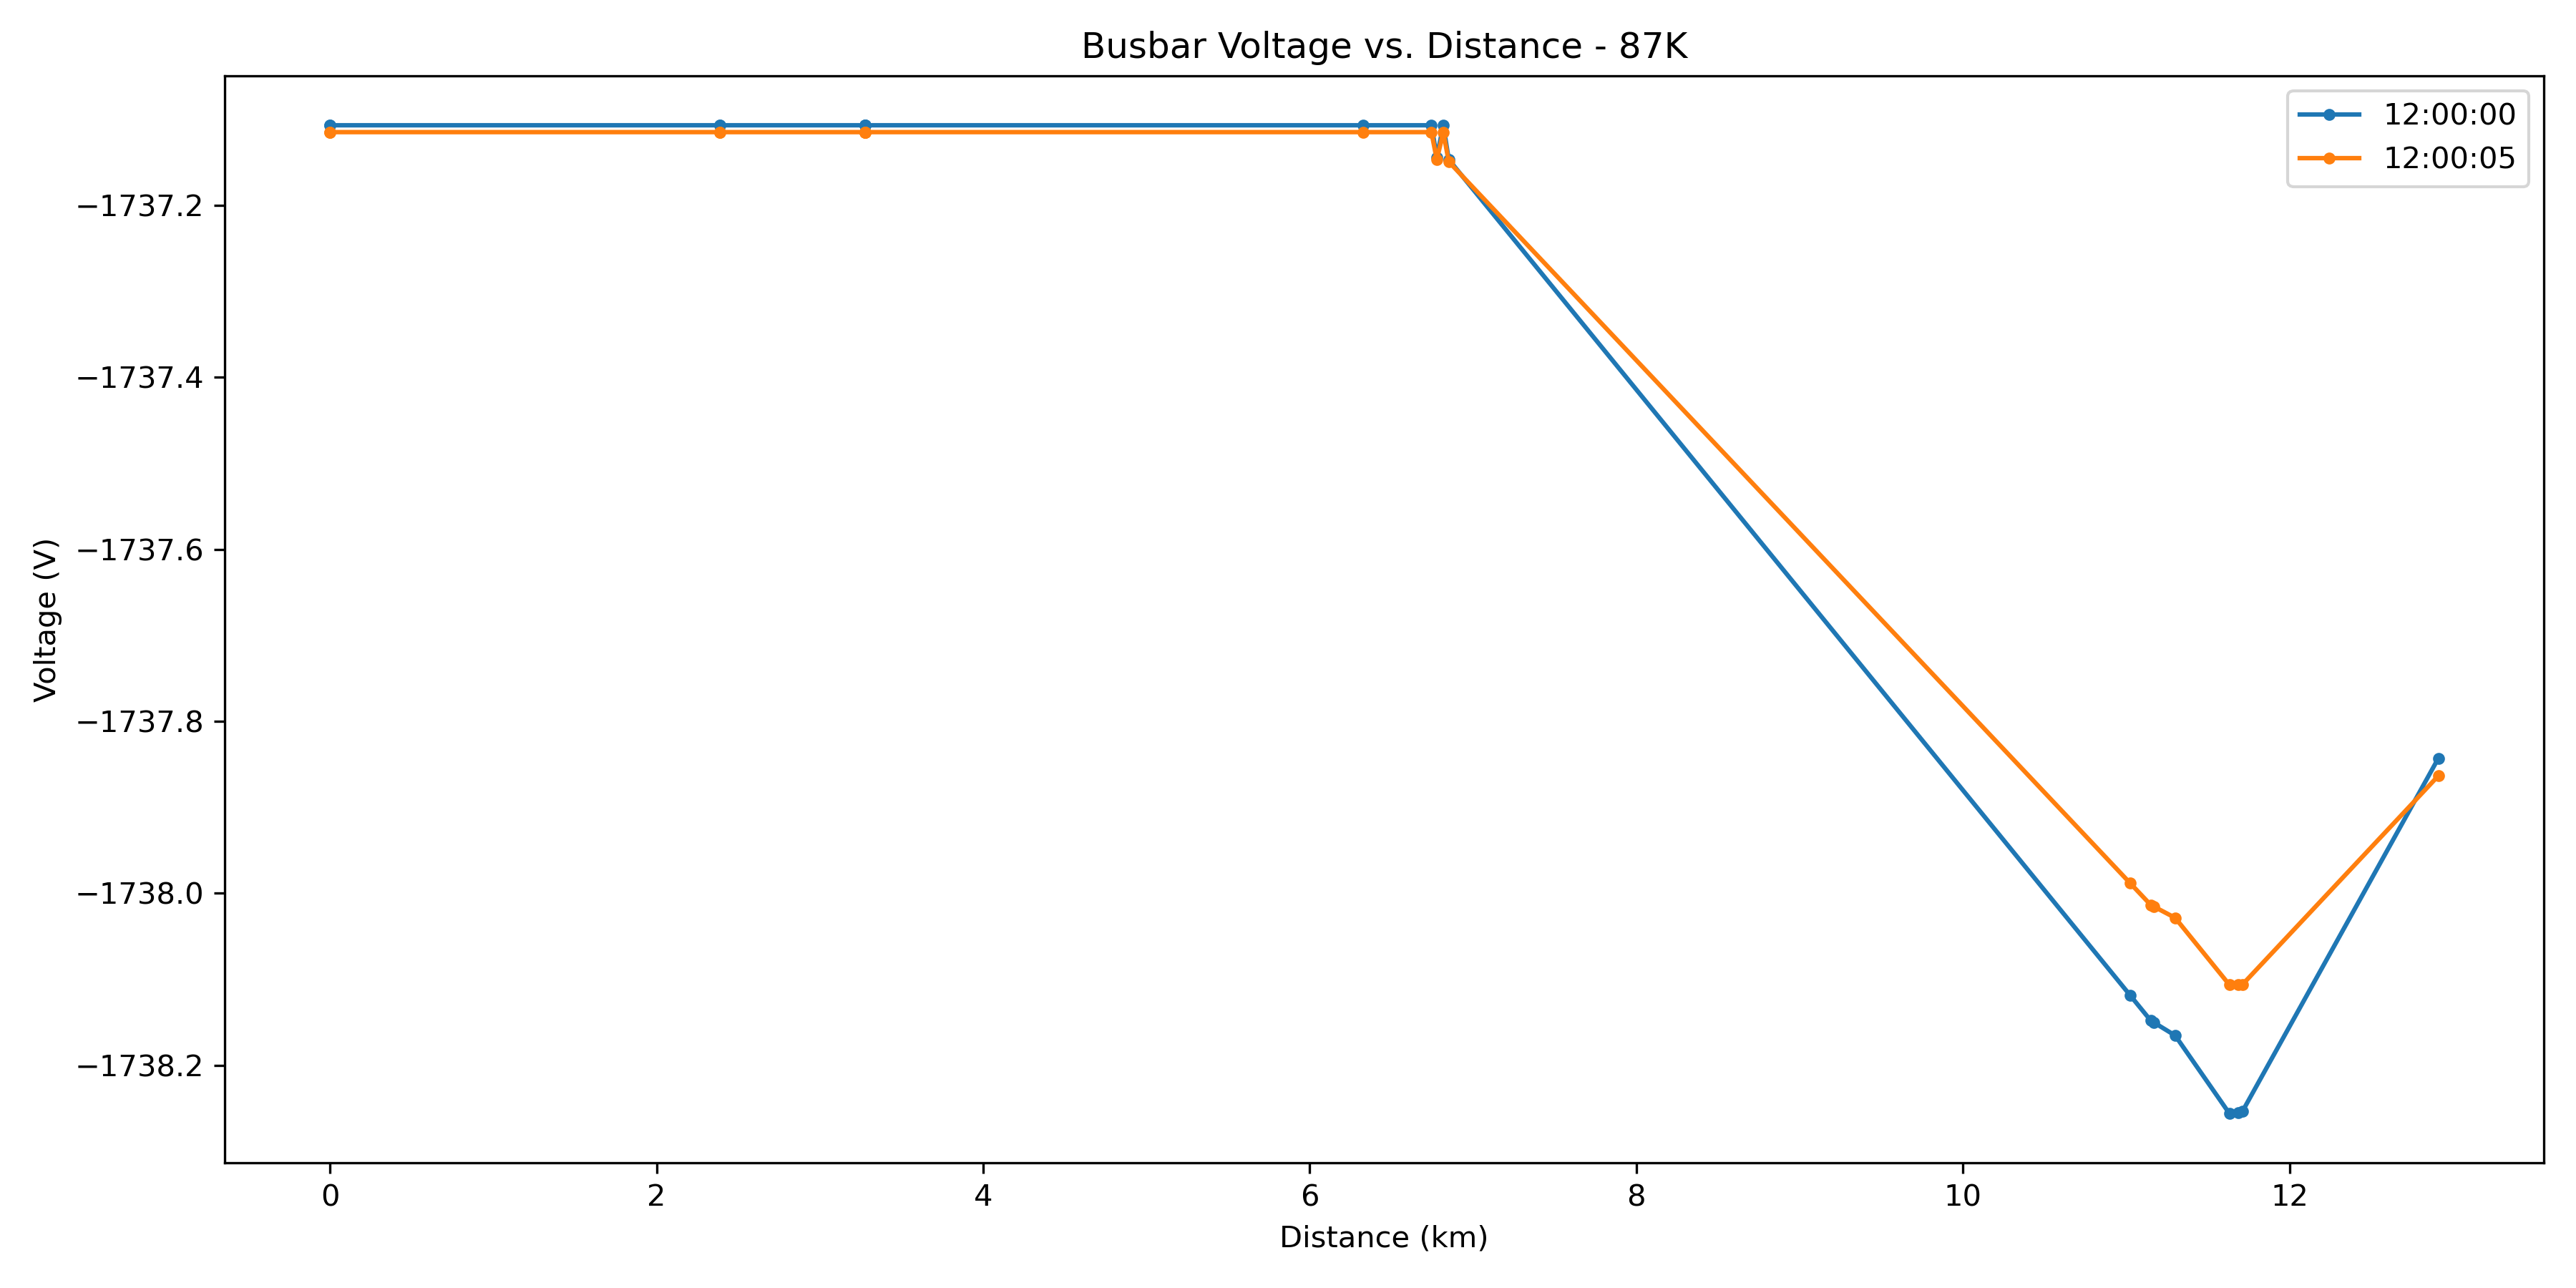 Busbar Voltage vs. Distance - 87K
12:00:00
12:00:05
Voltage (V)
−1737.2
−1737.4
−1737.6
−1737.8
−1738.0
−1738.2
0 2 4 6 8 10 12
Distance (km)